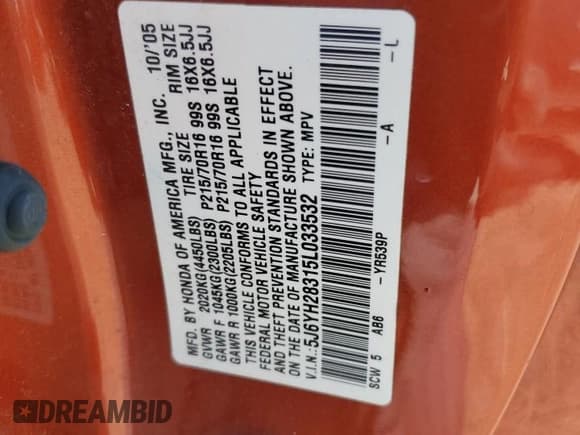 MFD. BY HONDA OF AMERICA MFG., INC. 10/'05
TIRE SIZE RIM SIZE
GVWR 2020KG(4450LBS)
GAWR F 1045KG(2300LBS) P215/70R16 99S 16X6.5JJ
GAWR R 1000KG(2205LBS) P215/70R16 99S 16X6.5JJ
THIS VEHICLE CONFORMS TO ALL APPLICABLE
FEDERAL MOTOR VEHICLE SAFETY
AND THEFT PREVENTION STANDARDS IN EFFECT
ON THE DATE OF MANUFACTURE SHOWN ABOVE.
V.I.N.: 5J6YH28315L033532 TYPE: MPV
SCW 5 AB6 —YR539P —A —L
DREAMBID